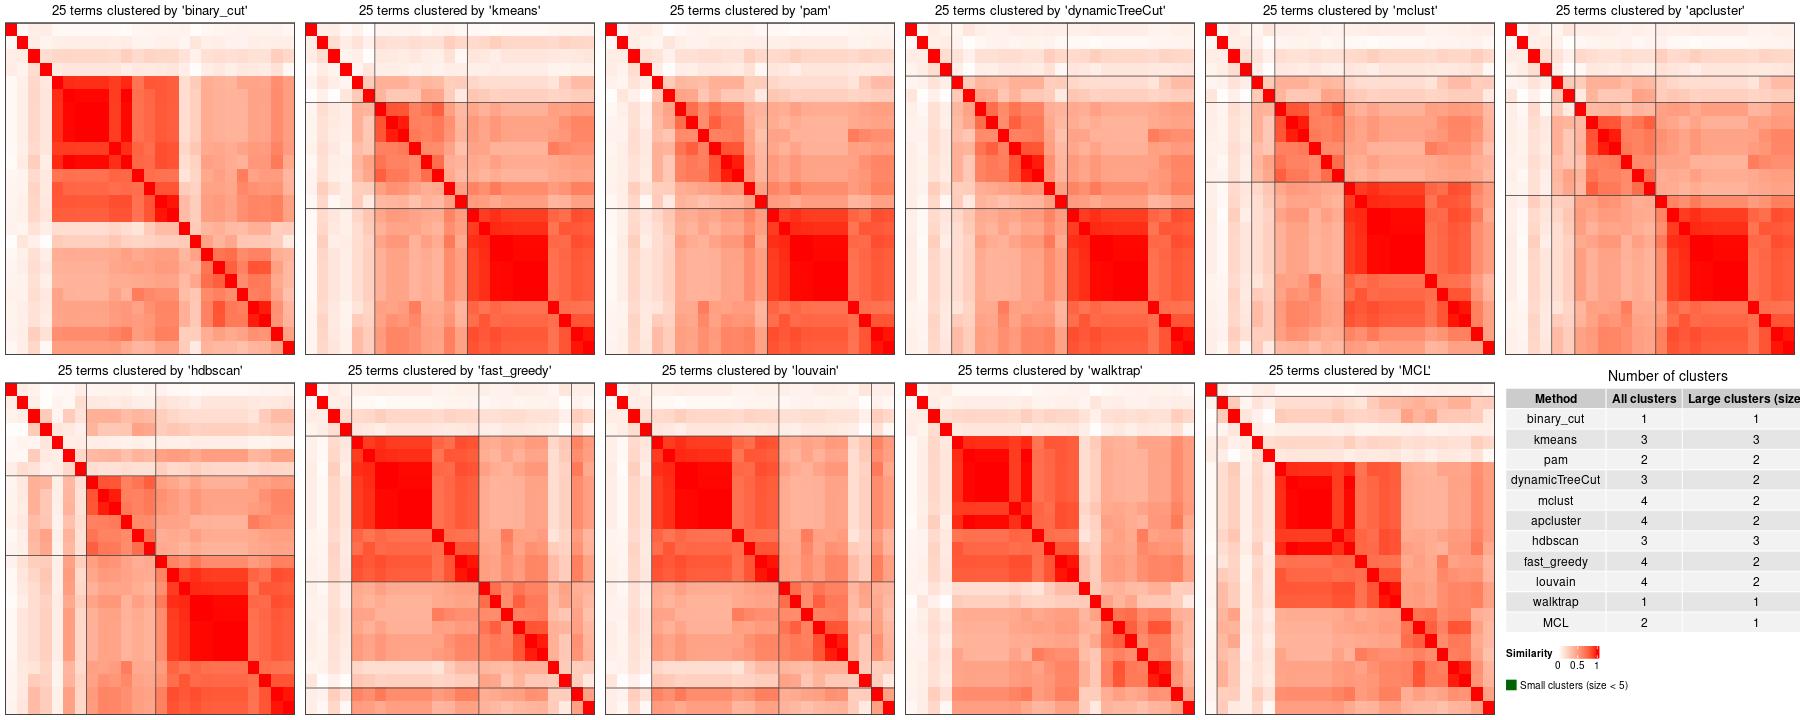 25 terms clustered by 'binary_cut'
25 terms clustered by 'kmeans'
25 terms clustered by 'pam'
25 terms clustered by 'dynamicTreeCut'
25 terms clustered by 'mclust'
25 terms clustered by 'apcluster'
25 terms clustered by 'hdbscan'
25 terms clustered by 'fast_greedy'
25 terms clustered by 'louvain'
25 terms clustered by 'walktrap'
25 terms clustered by 'MCL'
Number of clusters
Method All clusters Large clusters (size
binary_cut 1 1
kmeans 3 3
pam 2 2
dynamicTreeCut 3 2
mclust 4 2
apcluster 4 2
hdbscan 3 3
fast_greedy 4 2
louvain 4 2
walktrap 1 1
MCL 2 1
Similarity
0 0.5 1
Small clusters (size < 5)